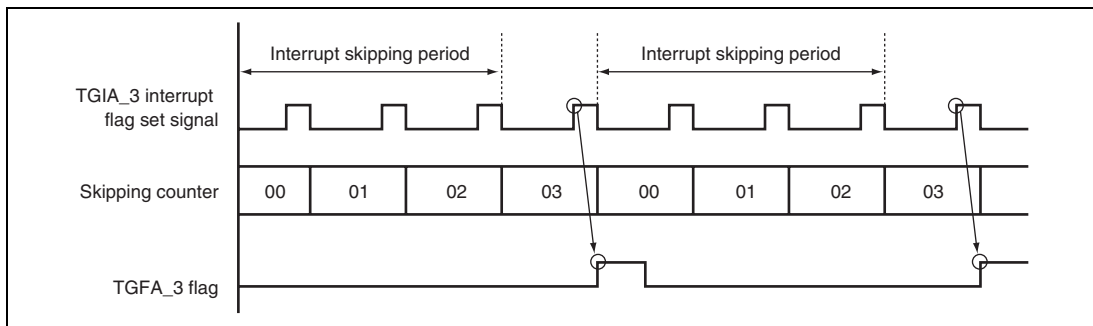 Interrupt skipping period Interrupt skipping period
TGIA_3 interrupt
flag set signal
Skipping counter 00 01 02 03 00 01 02 03
TGFA_3 flag